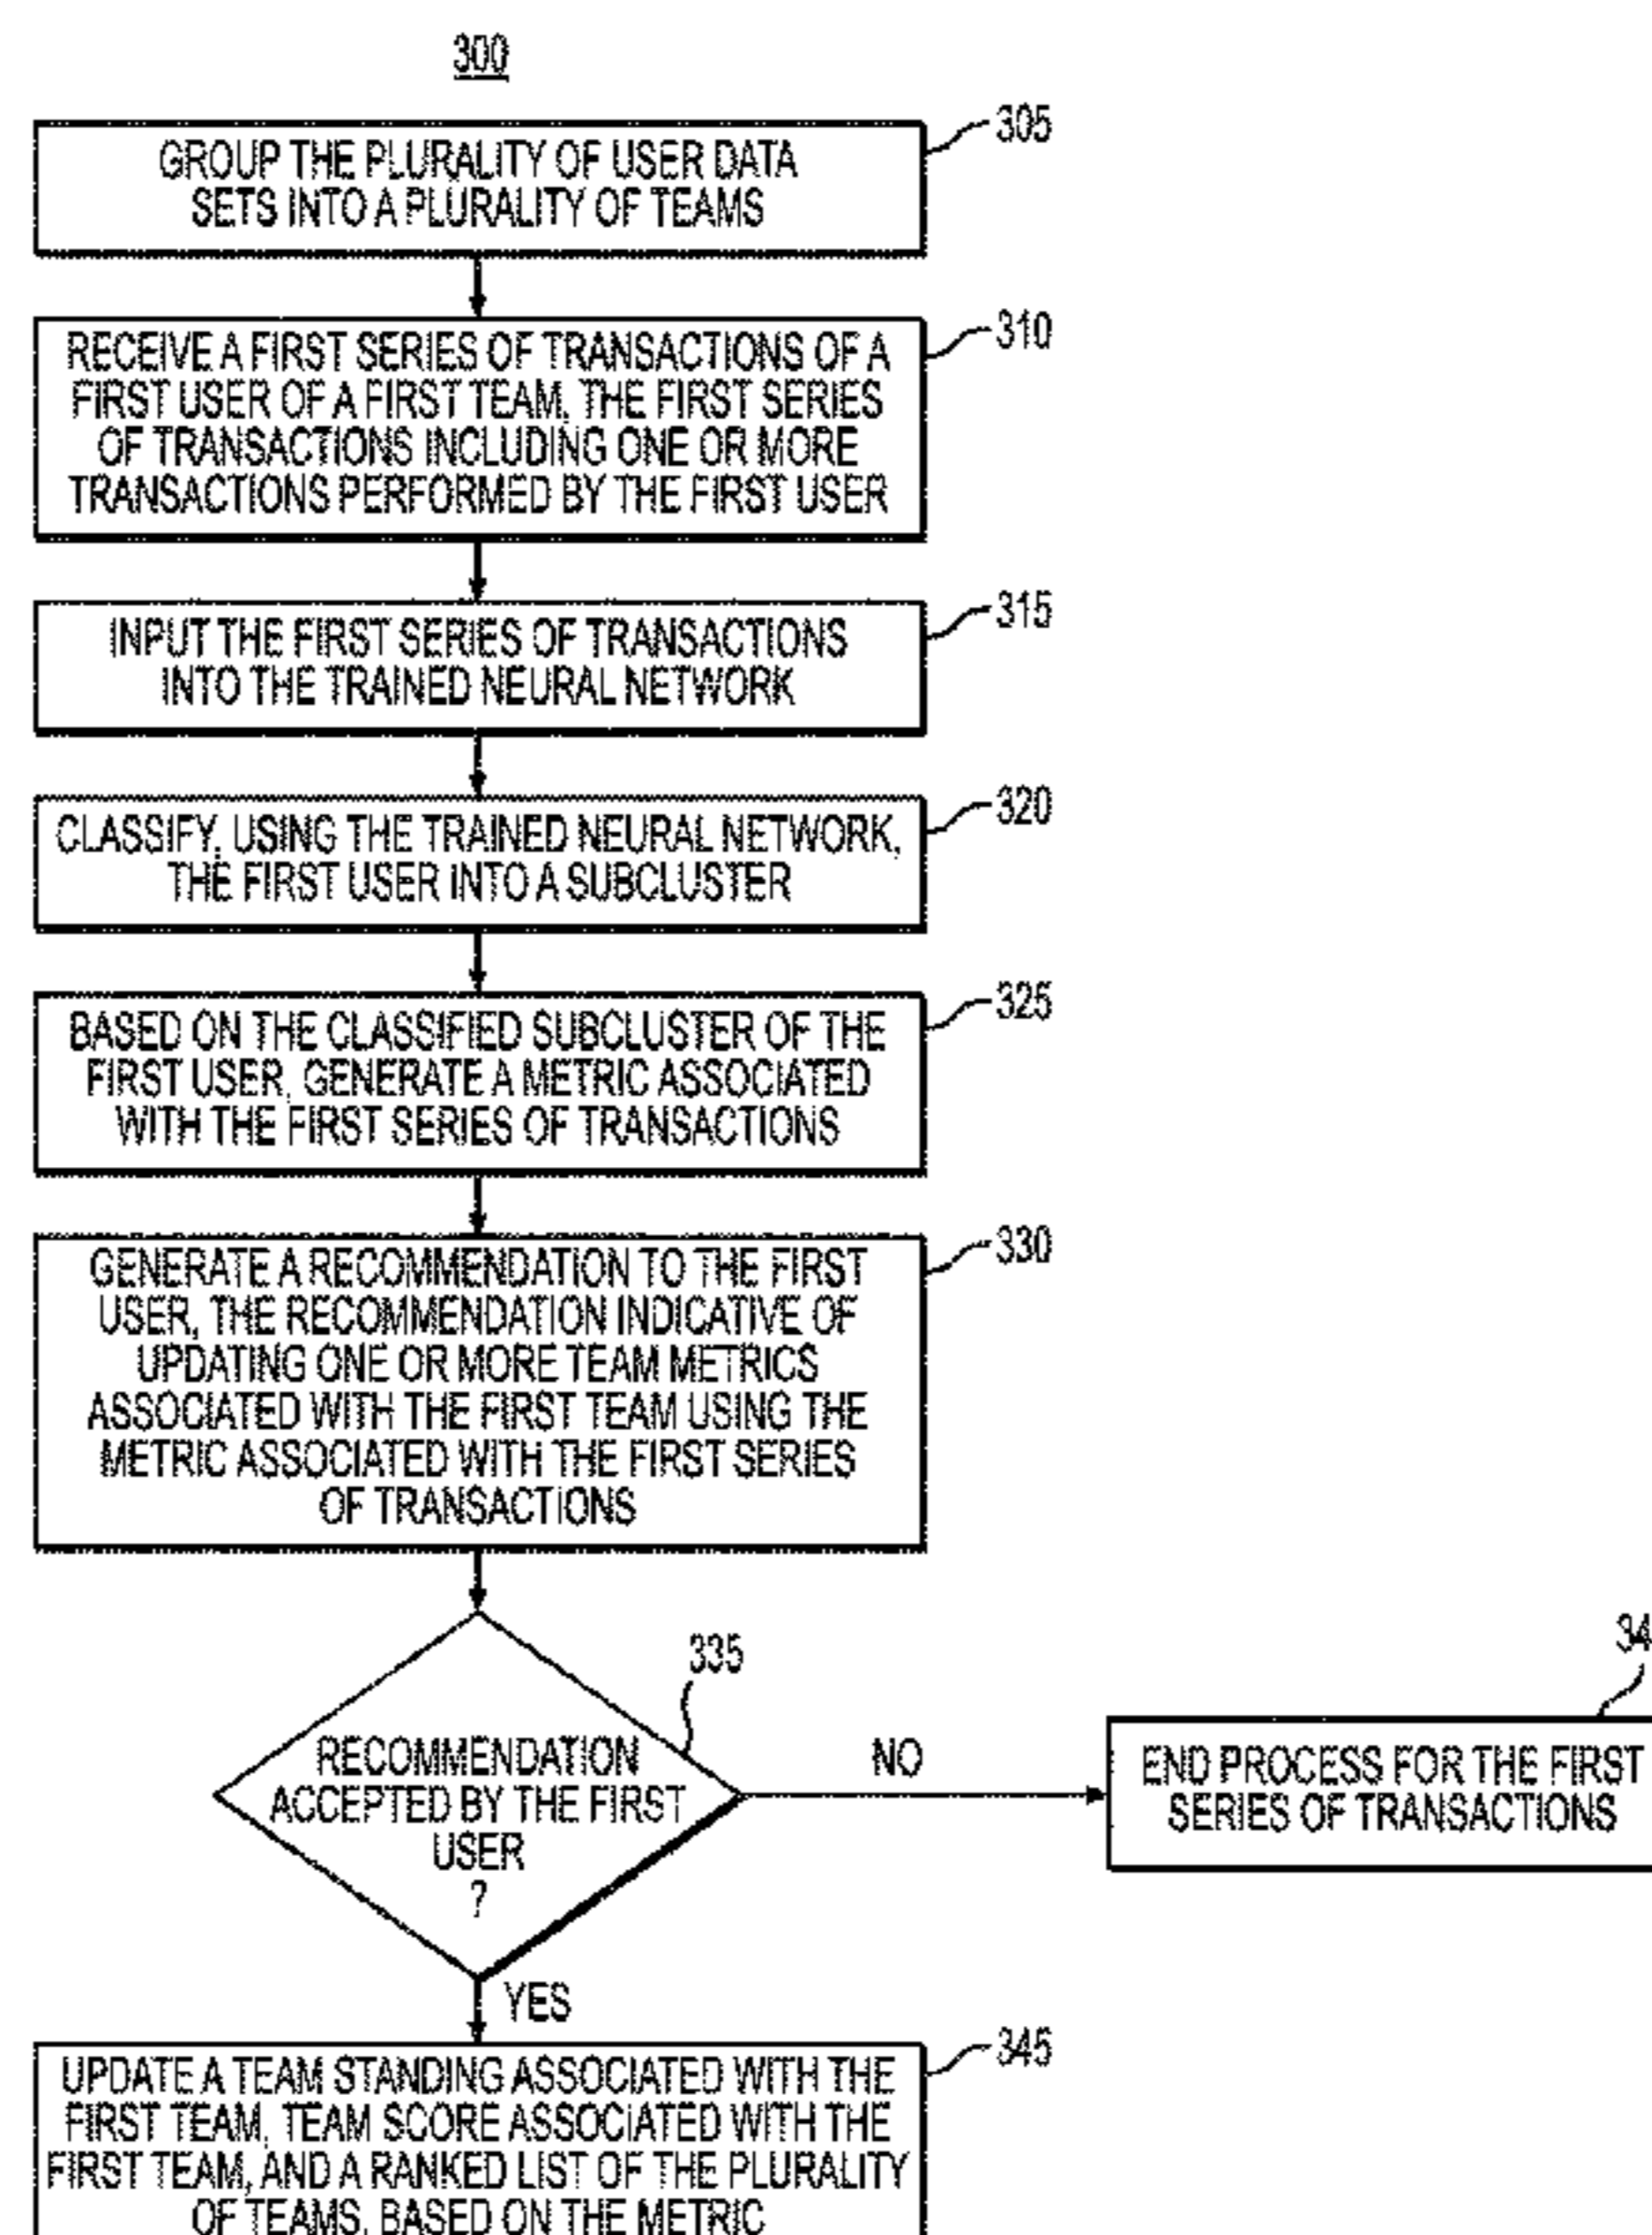 300
305
GROUP THE PLURALITY OF USER DATA
SETS INTO A PLURALITY OF TEAMS
310
RECEIVE A FIRST SERIES OF TRANSACTIONS OF A
FIRST USER OF A FIRST TEAM, THE FIRST SERIES
OF TRANSACTIONS INCLUDING ONE OR MORE
TRANSACTIONS PERFORMED BY THE FIRST USER
315
INPUT THE FIRST SERIES OF TRANSACTIONS
INTO THE TRAINED NEURAL NETWORK
320
CLASSIFY, USING THE TRAINED NEURAL NETWORK,
THE FIRST USER INTO A SUBCLUSTER
325
BASED ON THE CLASSIFIED SUBCLUSTER OF THE
FIRST USER, GENERATE A METRIC ASSOCIATED
WITH THE FIRST SERIES OF TRANSACTIONS
330
GENERATE A RECOMMENDATION TO THE FIRST
USER, THE RECOMMENDATION INDICATIVE OF
UPDATING ONE OR MORE TEAM METRICS
ASSOCIATED WITH THE FIRST TEAM USING THE
METRIC ASSOCIATED WITH THE FIRST SERIES
OF TRANSACTIONS
335
RECOMMENDATION
ACCEPTED BY THE FIRST
USER
?
NO
END PROCESS FOR THE FIRST
SERIES OF TRANSACTIONS
YES
345
UPDATE A TEAM STANDING ASSOCIATED WITH THE
FIRST TEAM, TEAM SCORE ASSOCIATED WITH THE
FIRST TEAM, AND A RANKED LIST OF THE PLURALITY
OF TEAMS, BASED ON THE METRIC